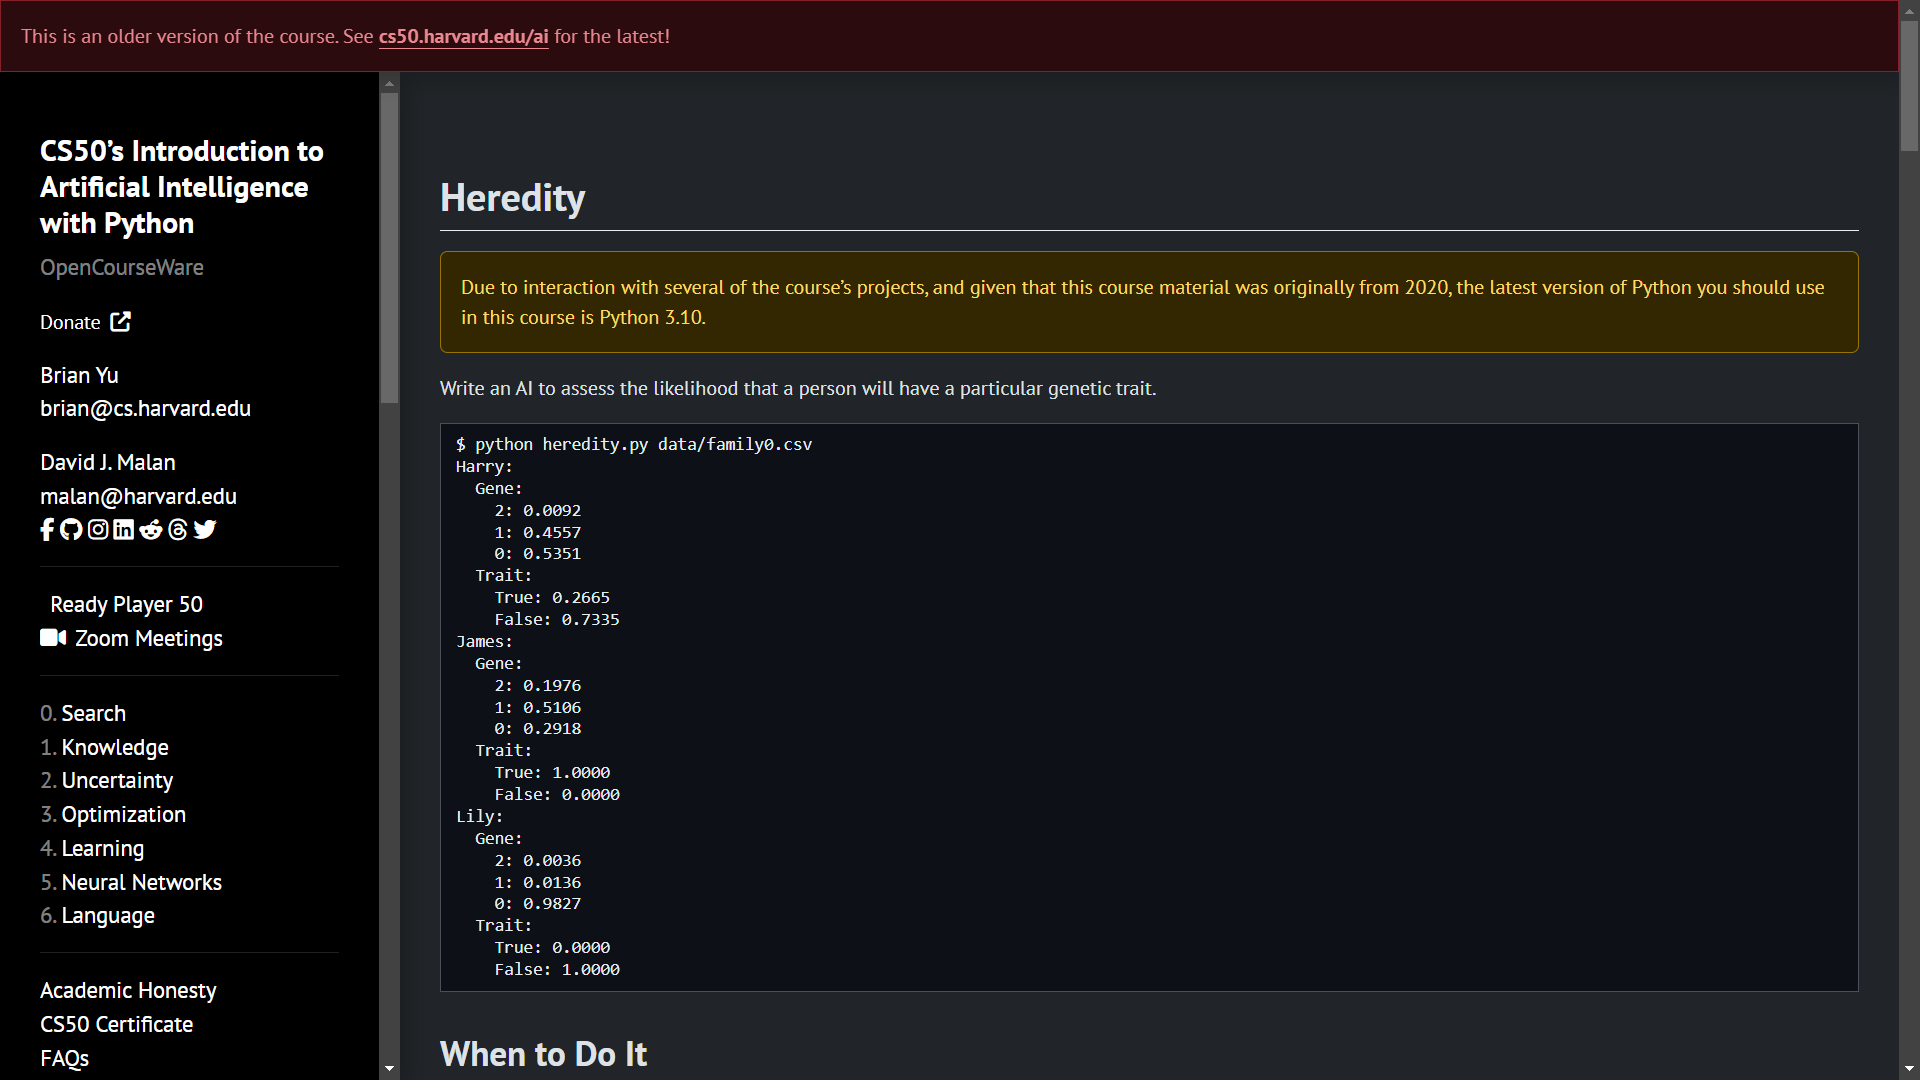 This is an older version of the course. See cs50.harvard.edu/ai for the latest!
CS50’s Introduction to
Artificial Intelligence
with Python
OpenCourseWare
Donate
Brian Yu
brian@cs.harvard.edu
David J. Malan
malan@harvard.edu
Ready Player 50
Zoom Meetings
0. Search
1. Knowledge
2. Uncertainty
3. Optimization
4. Learning
5. Neural Networks
6. Language
Academic Honesty
CS50 Certificate
FAQs
Heredity
Due to interaction with several of the course’s projects, and given that this course material was originally from 2020, the latest version of Python you should use
in this course is Python 3.10.
Write an AI to assess the likelihood that a person will have a particular genetic trait.
$ python heredity.py data/family0.csv
Harry:
  Gene:
    2: 0.0092
    1: 0.4557
    0: 0.5351
  Trait:
    True: 0.2665
    False: 0.7335
James:
  Gene:
    2: 0.1976
    1: 0.5106
    0: 0.2918
  Trait:
    True: 1.0000
    False: 0.0000
Lily:
  Gene:
    2: 0.0036
    1: 0.0136
    0: 0.9827
  Trait:
    True: 0.0000
    False: 1.0000
When to Do It